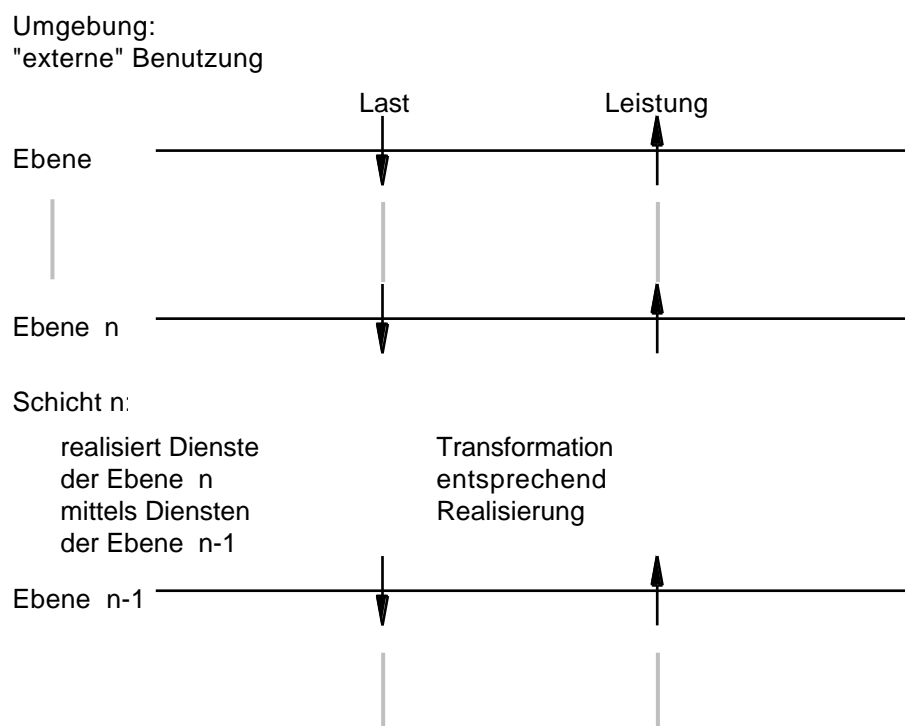 Umgebung:
"externe" Benutzung
Last Leistung
Ebene
Ebene n
Schicht n:
realisiert Dienste
der Ebene n
mittels Diensten
der Ebene n-1
Transformation
entsprechend
Realisierung
Ebene n-1